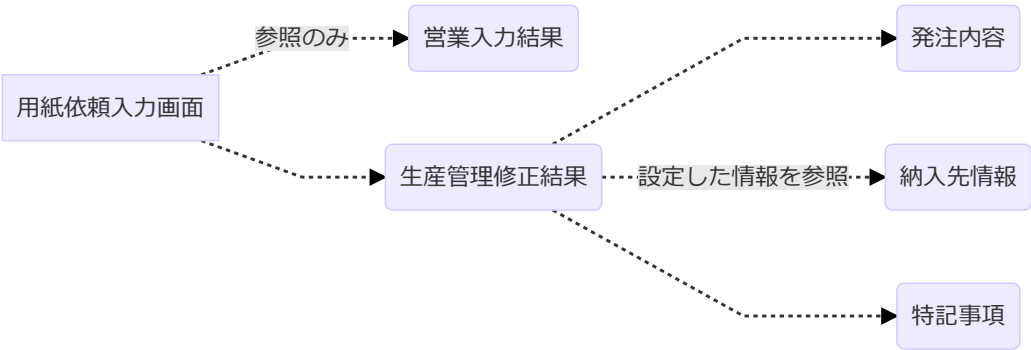 用紙依頼入力画面
参照のみ
営業入力結果
生産管理修正結果
設定した情報を参照
発注内容
納入先情報
特記事項